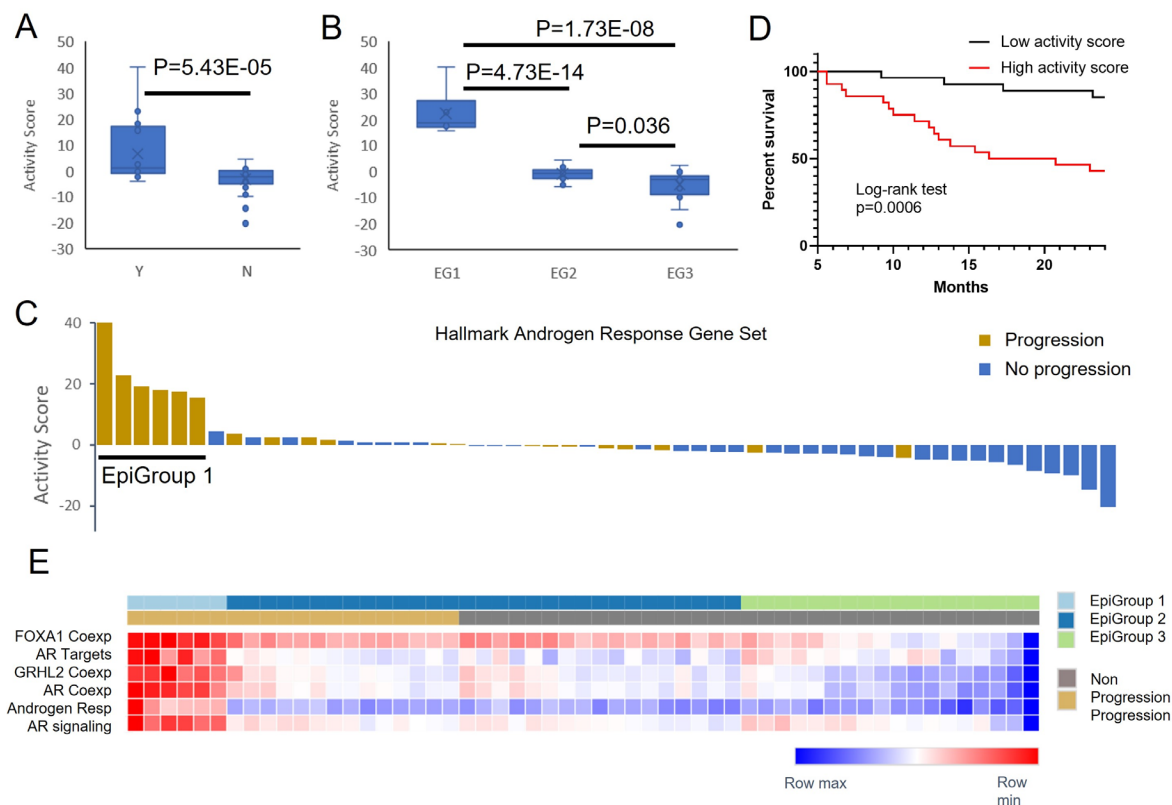 A
50
40
30
20
10
0
-10
-20
-30
Activity Score
P=5.43E-05
Y
N
B
50
40
30
20
10
0
-10
-20
-30
Activity Score
P=1.73E-08
P=4.73E-14
P=0.036
EG1
EG2
EG3
D
Low activity score
High activity score
100
50
0
Percent survival
Log-rank test
p=0.0006
5
10
15
20
Months
C
40
20
0
-20
Activity Score
Hallmark Androgen Response Gene Set
Progression
No progression
EpiGroup 1
E
FOXA1 Coexp
AR Targets
GRHL2 Coexp
AR Coexp
Androgen Resp
AR signaling
EpiGroup 1
EpiGroup 2
EpiGroup 3
Non
Progression
Progression
Row max
Row
min